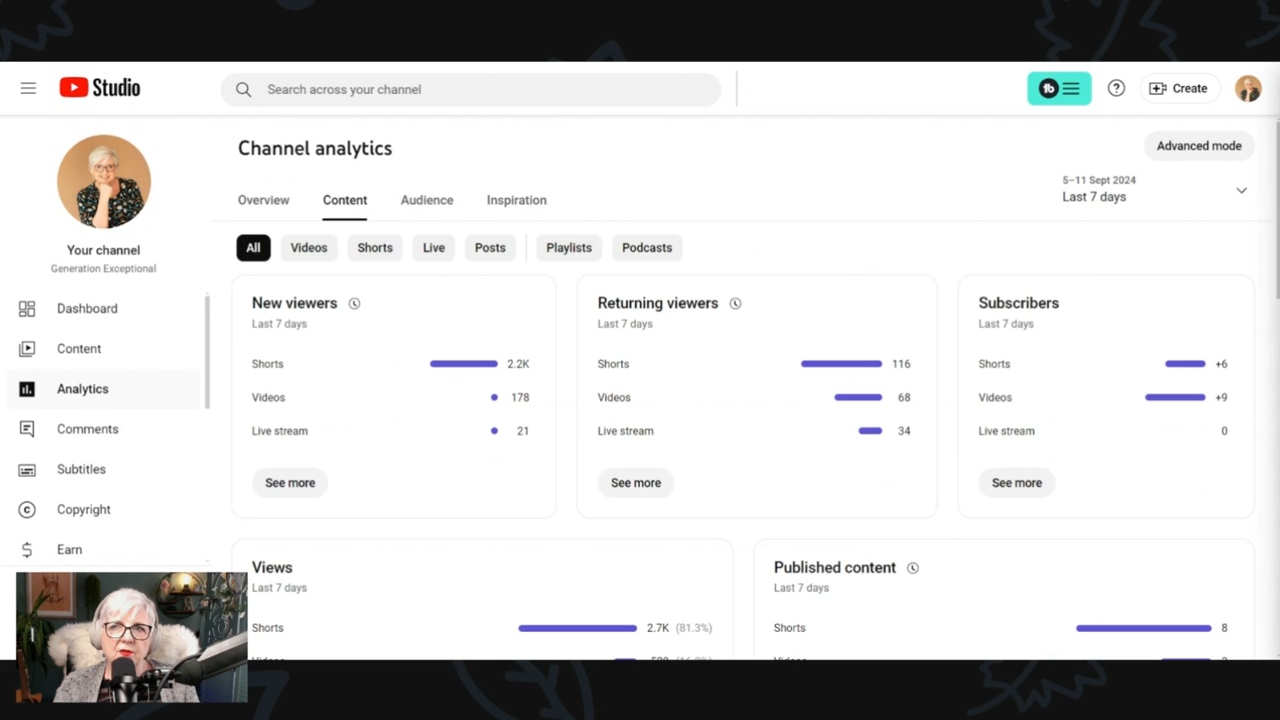 Studio
Search across your channel
Create
Channel analytics
Advanced mode
5–11 Sept 2024
Last 7 days
Overview Content Audience Inspiration
All Videos Shorts Live Posts Playlists Podcasts
Your channel
Generation Exceptional
Dashboard
Content
Analytics
Comments
Subtitles
Copyright
Earn
New viewers
Last 7 days
Shorts 2.2K
Videos 178
Live stream 21
See more
Returning viewers
Last 7 days
Shorts 116
Videos 68
Live stream 34
See more
Subscribers
Last 7 days
Shorts +6
Videos +9
Live stream 0
See more
Views
Last 7 days
Shorts 2.7K (81.3%)
Published content
Last 7 days
Shorts 8